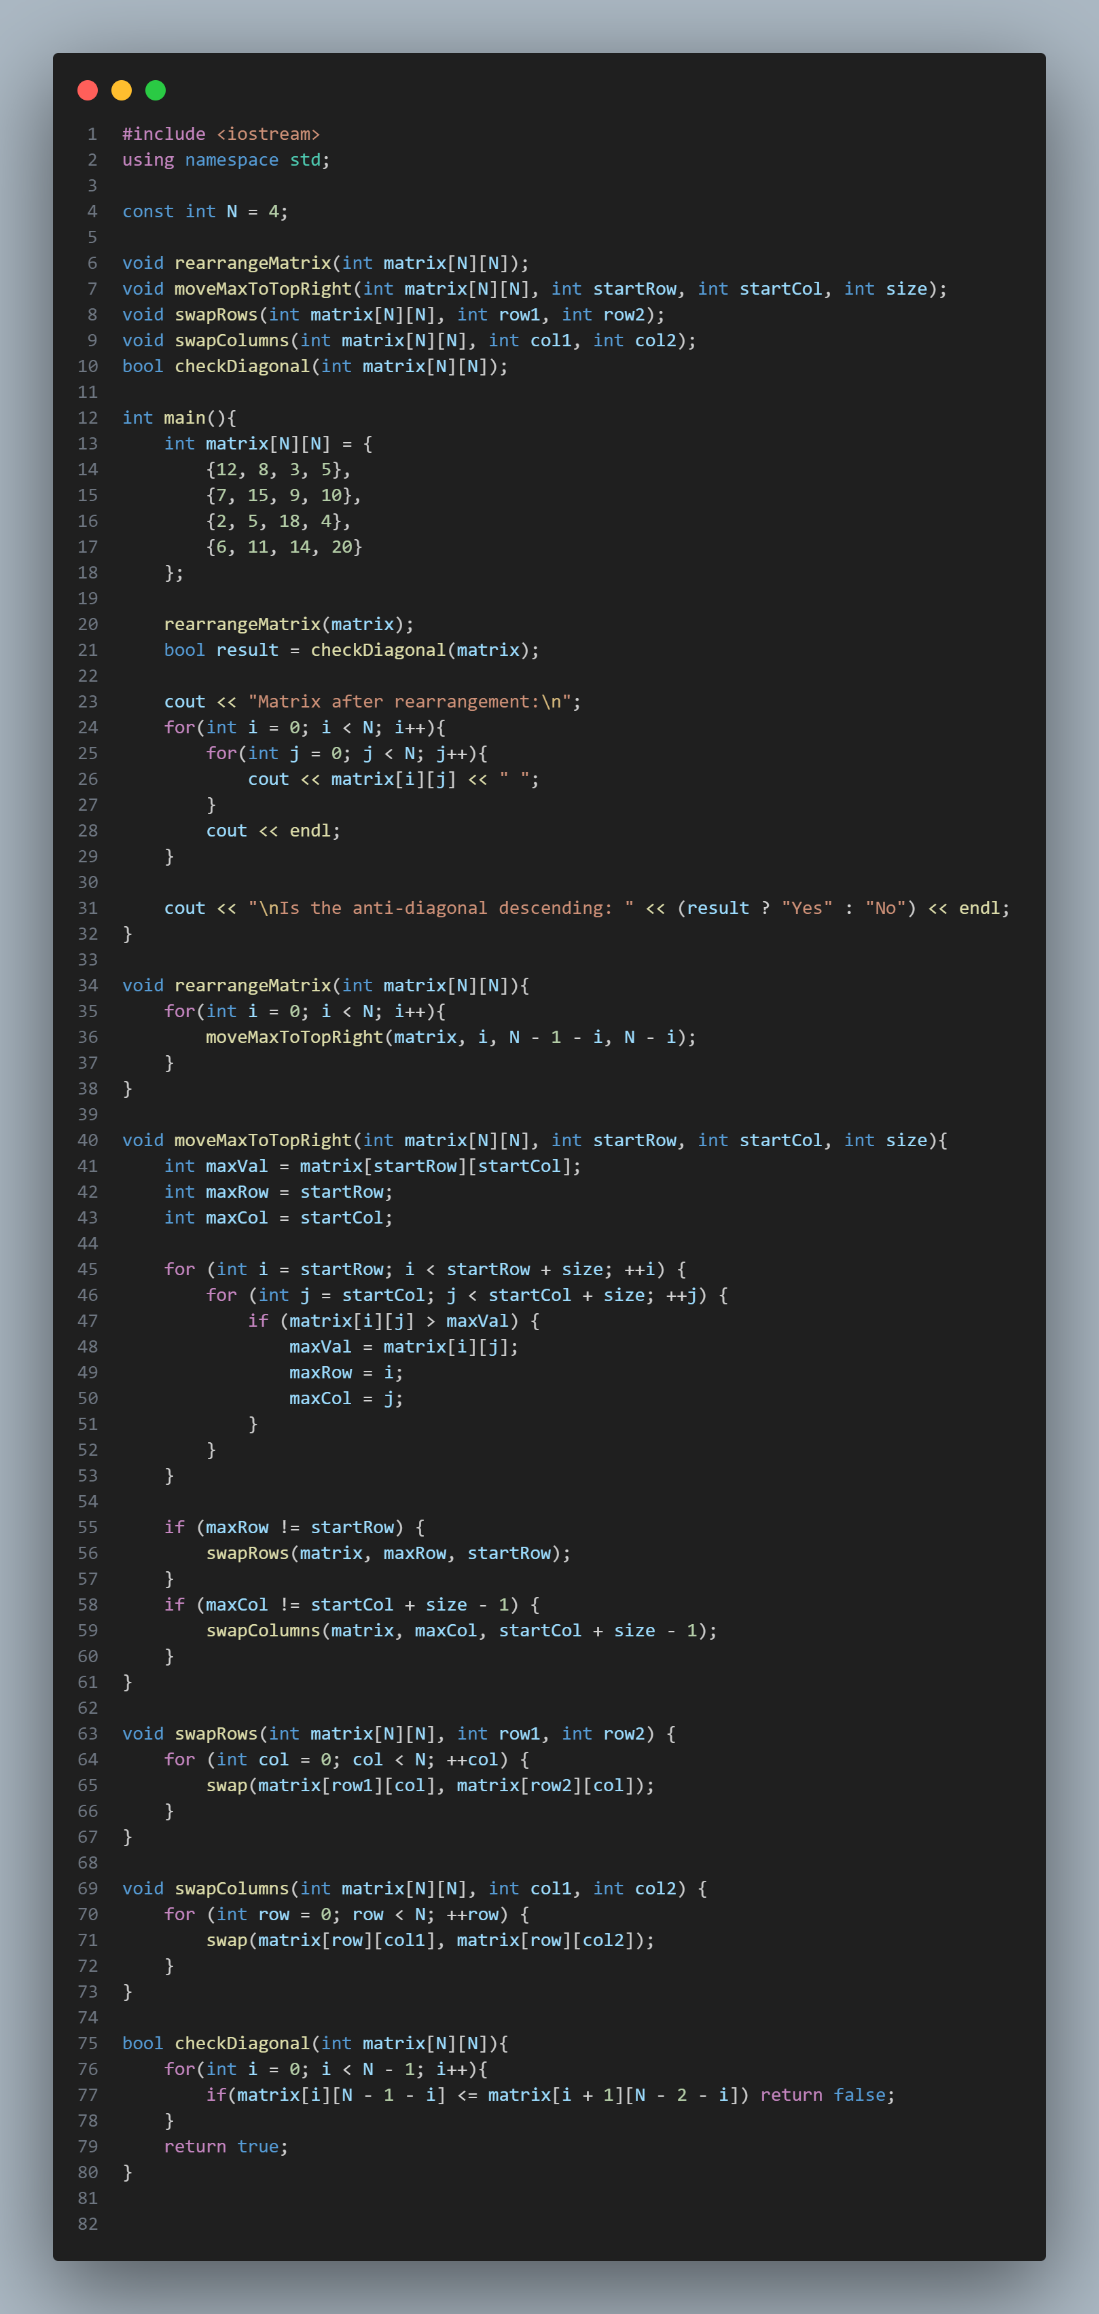 1 #include <iostream>
2 using namespace std;
3
4 const int N = 4;
5
6 void rearrangeMatrix(int matrix[N][N]);
7 void moveMaxToTopRight(int matrix[N][N], int startRow, int startCol, int size);
8 void swapRows(int matrix[N][N], int row1, int row2);
9 void swapColumns(int matrix[N][N], int col1, int col2);
10 bool checkDiagonal(int matrix[N][N]);
11
12 int main(){
13     int matrix[N][N] = {
14         {12, 8, 3, 5},
15         {7, 15, 9, 10},
16         {2, 5, 18, 4},
17         {6, 11, 14, 20}
18     };
19
20     rearrangeMatrix(matrix);
21     bool result = checkDiagonal(matrix);
22
23     cout << "Matrix after rearrangement:\n";
24     for(int i = 0; i < N; i++){
25         for(int j = 0; j < N; j++){
26             cout << matrix[i][j] << " ";
27         }
28         cout << endl;
29     }
30
31     cout << "\nIs the anti-diagonal descending: " << (result ? "Yes" : "No") << endl;
32 }
33
34 void rearrangeMatrix(int matrix[N][N]){
35     for(int i = 0; i < N; i++){
36         moveMaxToTopRight(matrix, i, N - 1 - i, N - i);
37     }
38 }
39
40 void moveMaxToTopRight(int matrix[N][N], int startRow, int startCol, int size){
41     int maxVal = matrix[startRow][startCol];
42     int maxRow = startRow;
43     int maxCol = startCol;
44
45     for (int i = startRow; i < startRow + size; ++i) {
46         for (int j = startCol; j < startCol + size; ++j) {
47             if (matrix[i][j] > maxVal) {
48                 maxVal = matrix[i][j];
49                 maxRow = i;
50                 maxCol = j;
51             }
52         }
53     }
54
55     if (maxRow != startRow) {
56         swapRows(matrix, maxRow, startRow);
57     }
58     if (maxCol != startCol + size - 1) {
59         swapColumns(matrix, maxCol, startCol + size - 1);
60     }
61 }
62
63 void swapRows(int matrix[N][N], int row1, int row2) {
64     for (int col = 0; col < N; ++col) {
65         swap(matrix[row1][col], matrix[row2][col]);
66     }
67 }
68
69 void swapColumns(int matrix[N][N], int col1, int col2) {
70     for (int row = 0; row < N; ++row) {
71         swap(matrix[row][col1], matrix[row][col2]);
72     }
73 }
74
75 bool checkDiagonal(int matrix[N][N]){
76     for(int i = 0; i < N - 1; i++){
77         if(matrix[i][N - 1 - i] <= matrix[i + 1][N - 2 - i]) return false;
78     }
79     return true;
80 }
81
82